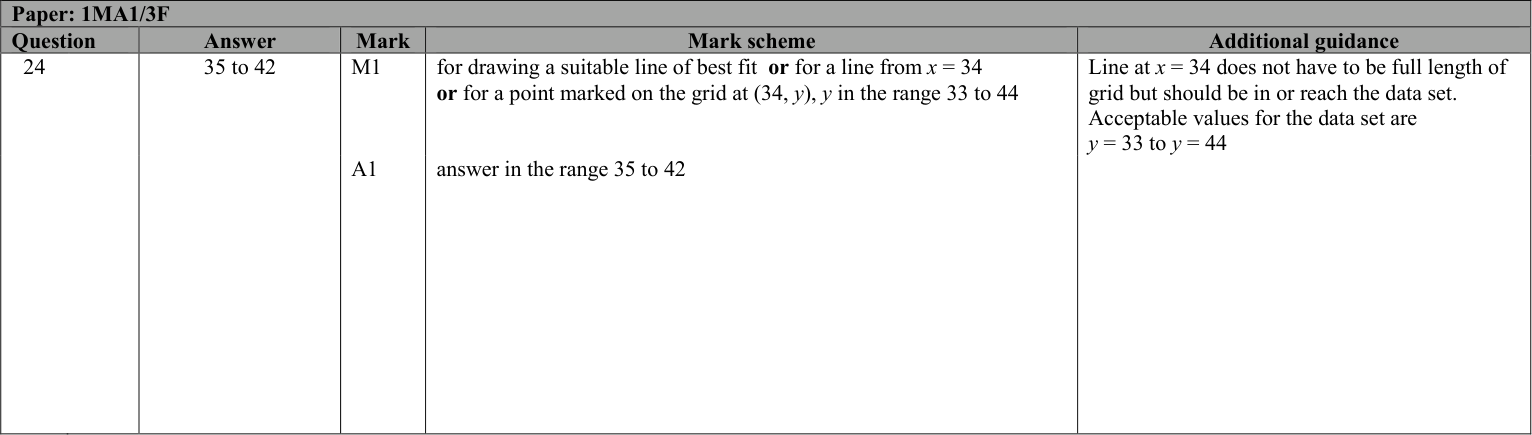 Paper: 1MA1/3F
Question Answer Mark Mark scheme Additional guidance
24 35 to 42 M1 for drawing a suitable line of best fit or for a line from x = 34 Line at x = 34 does not have to be full length of
or for a point marked on the grid at (34, y), y in the range 33 to 44 grid but should be in or reach the data set.
Acceptable values for the data set are
y = 33 to y = 44
A1 answer in the range 35 to 42